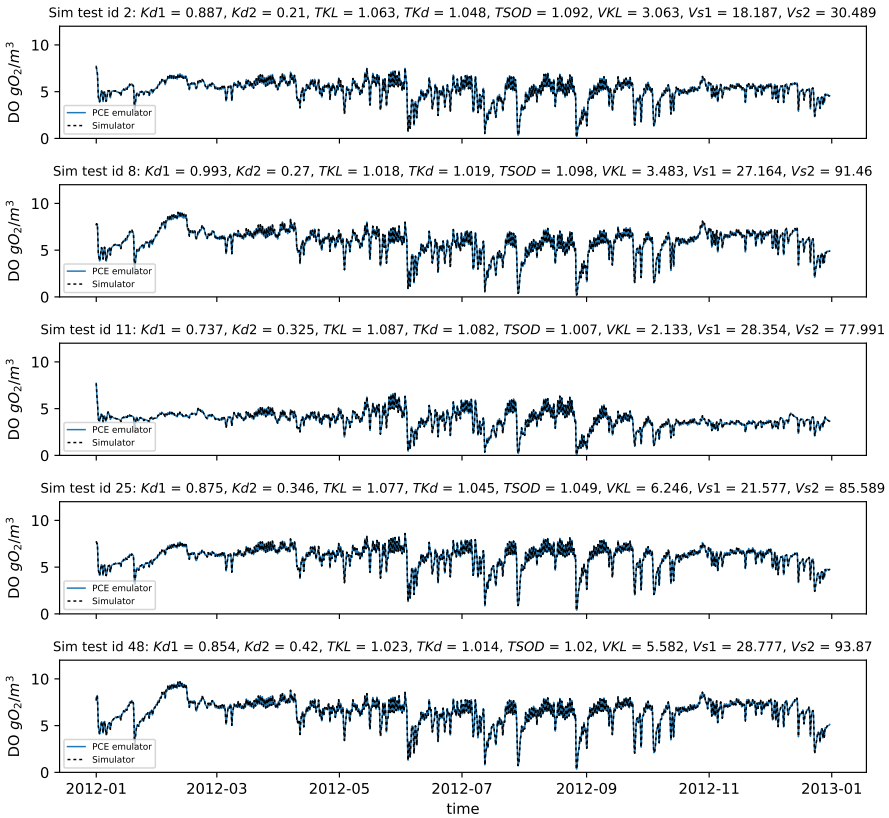 Sim test id 2: Kd1 = 0.887, Kd2 = 0.21, TKL = 1.063, TKd = 1.048, TSOD = 1.092, VKL = 3.063, Vs1 = 18.187, Vs2 = 30.489
10
5
0
DO gO₂/m³
PCE emulator
Simulator
Sim test id 8: Kd1 = 0.993, Kd2 = 0.27, TKL = 1.018, TKd = 1.019, TSOD = 1.098, VKL = 3.483, Vs1 = 27.164, Vs2 = 91.46
10
5
0
DO gO₂/m³
PCE emulator
Simulator
Sim test id 11: Kd1 = 0.737, Kd2 = 0.325, TKL = 1.087, TKd = 1.082, TSOD = 1.007, VKL = 2.133, Vs1 = 28.354, Vs2 = 77.991
10
5
0
DO gO₂/m³
PCE emulator
Simulator
Sim test id 25: Kd1 = 0.875, Kd2 = 0.346, TKL = 1.077, TKd = 1.045, TSOD = 1.049, VKL = 6.246, Vs1 = 21.577, Vs2 = 85.589
10
5
0
DO gO₂/m³
PCE emulator
Simulator
Sim test id 48: Kd1 = 0.854, Kd2 = 0.42, TKL = 1.023, TKd = 1.014, TSOD = 1.02, VKL = 5.582, Vs1 = 28.777, Vs2 = 93.87
10
5
0
DO gO₂/m³
PCE emulator
Simulator
2012-01 2012-03 2012-05 2012-07 2012-09 2012-11 2013-01
time